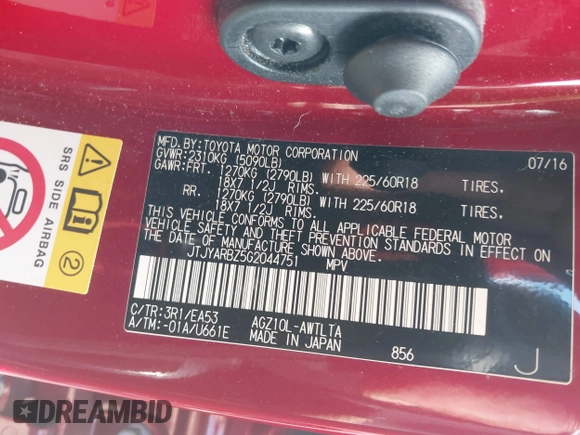 MFD.BY:TOYOTA MOTOR CORPORATION 07/16
GVWR:2310KG (5090LB)
GAWR:FRT. 1270KG (2790LB) WITH 225/60R18 TIRES.
18X7 1/2J RIMS.
RR. 1270KG (2790LB) WITH 225/60R18 TIRES.
18X7 1/2J RIMS.
THIS VEHICLE CONFORMS TO ALL APPLICABLE FEDERAL MOTOR
VEHICLE SAFETY AND THEFT PREVENTION STANDARDS IN EFFECT ON
THE DATE OF MANUFACTURE SHOWN ABOVE.
JTJYARBZ5G2044751 MPV
C/TR:3R1/EA53 AGZ10L-AWTLTA
A/TM:-01A/U661E MADE IN JAPAN 856 J
SRS SIDE AIRBAG
2
DREAMBID